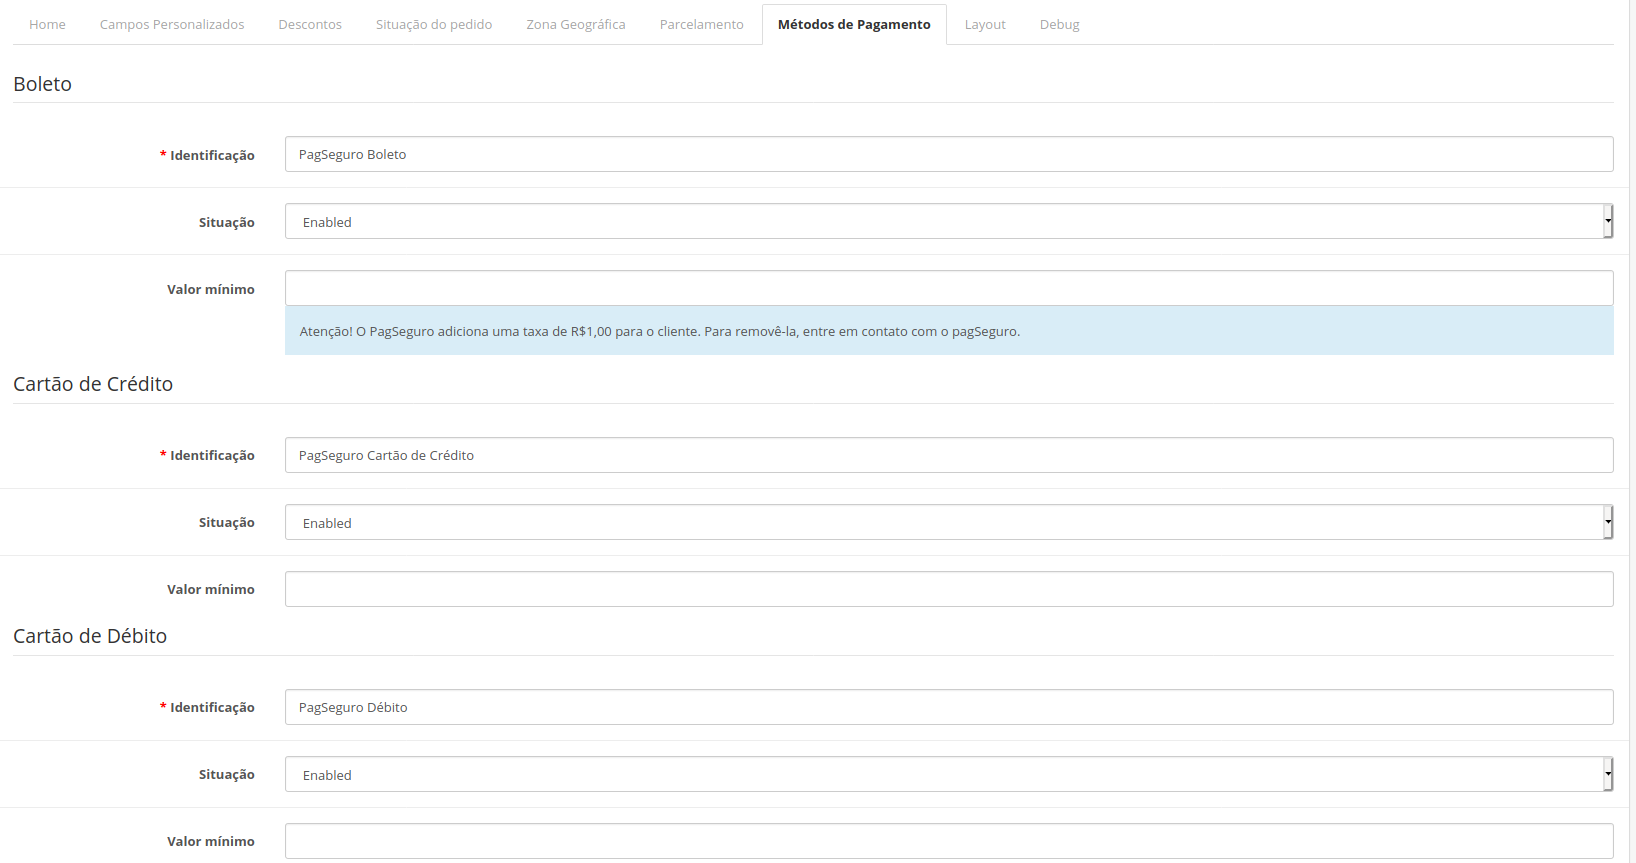 Home Campos Personalizados Descontos Situação do pedido Zona Geográfica Parcelamento Métodos de Pagamento Layout Debug
Boleto
* Identificação PagSeguro Boleto
Situação Enabled
Valor mínimo
Atenção! O PagSeguro adiciona uma taxa de R$1,00 para o cliente. Para removê-la, entre em contato com o pagSeguro.
Cartão de Crédito
* Identificação PagSeguro Cartão de Crédito
Situação Enabled
Valor mínimo
Cartão de Débito
* Identificação PagSeguro Débito
Situação Enabled
Valor mínimo